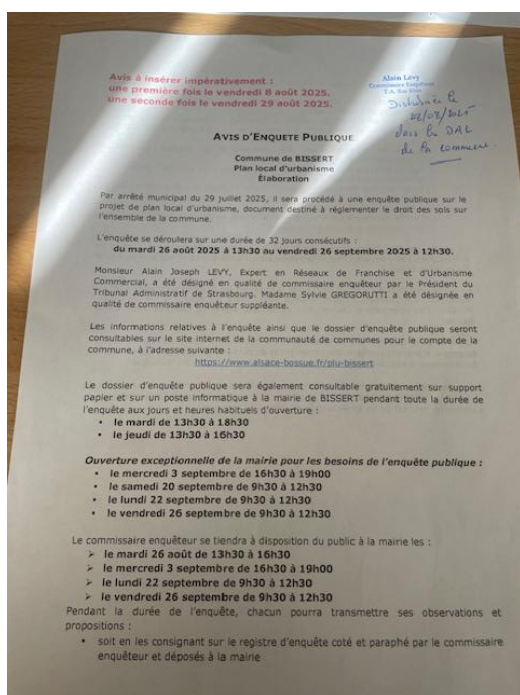 Avis à insérer impérativement :
une première fois le vendredi 8 août 2025.
une seconde fois le vendredi 29 août 2025.
Alain Levy
Commissaire Enquêteur
Distribuée le
dans les BAL
de la commune.
AVIS D'ENQUETE PUBLIQUE
Commune de BISSERT
Plan local d'urbanisme
Elaboration
Par arrêté municipal du 29 juillet 2025, il sera procédé à une enquête publique sur le
projet de plan local d'urbanisme, document destiné à réglementer le droit des sols sur
l'ensemble de la commune.
L'enquête se déroulera sur une durée de 32 jours consécutifs :
du mardi 26 août 2025 à 13h30 au vendredi 26 septembre 2025 à 12h30.
Monsieur Alain Joseph LEVY, Expert en Réseaux de Franchise et d'Urbanisme
Commercial, a été désigné en qualité de commissaire enquêteur par le Président du
Tribunal Administratif de Strasbourg. Madame Sylvie GREGORUTTI a été désignée en
qualité de commissaire enquêteur suppléante.
Les informations relatives à l'enquête ainsi que le dossier d'enquête publique seront
consultables sur le site internet de la communauté de communes pour le compte de la
commune, à l'adresse suivante :
https://www.alsace-bossue.fr/plu-bissert
Le dossier d'enquête publique sera également consultable gratuitement sur support
papier et sur un poste informatique à la mairie de BISSERT pendant toute la durée de
l'enquête aux jours et heures habituels d'ouverture :
• le mardi de 13h30 à 18h30
• le jeudi de 13h30 à 16h30
Ouverture exceptionnelle de la mairie pour les besoins de l'enquête publique :
• le mercredi 3 septembre de 16h30 à 19h00
• le samedi 20 septembre de 9h30 à 12h30
• le lundi 22 septembre de 9h30 à 12h30
• le vendredi 26 septembre de 9h30 à 12h30
Le commissaire enquêteur se tiendra à disposition du public à la mairie les :
➢ le mardi 26 août de 13h30 à 16h30
➢ le mercredi 3 septembre de 16h30 à 19h00
➢ le lundi 22 septembre de 9h30 à 12h30
➢ le vendredi 26 septembre de 9h30 à 12h30
Pendant la durée de l'enquête, chacun pourra transmettre ses observations et
propositions :
• soit en les consignant sur le registre d'enquête coté et paraphé par le commissaire
enquêteur et déposés à la mairie